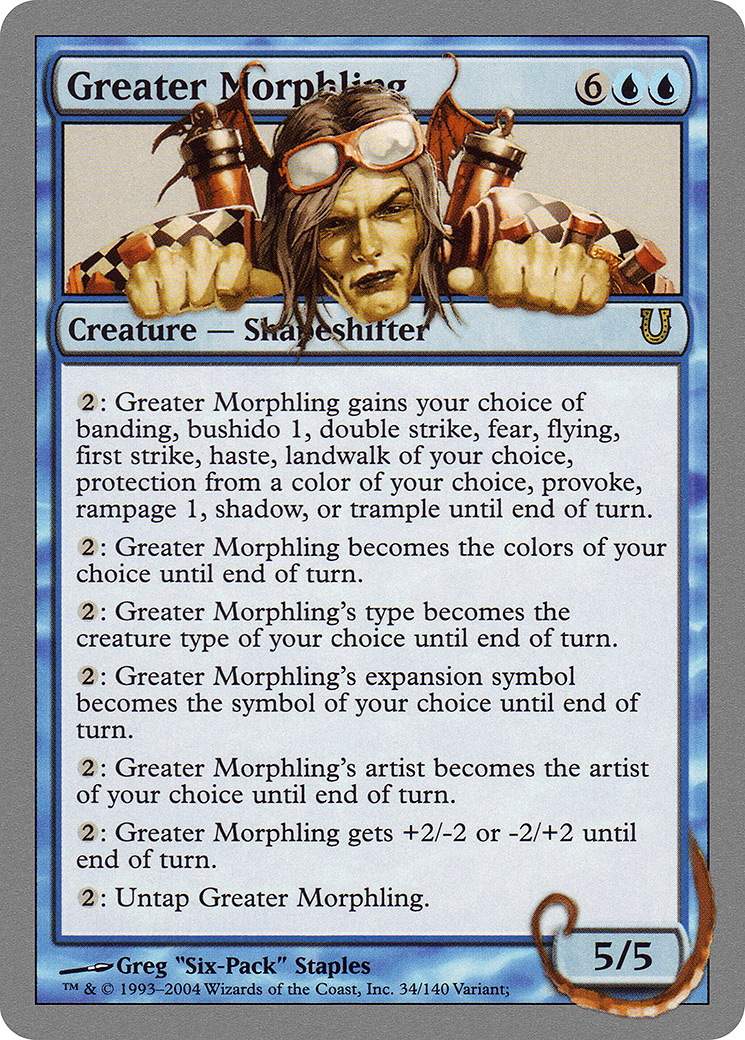 Greater Morphling 6
Creature — Shapeshifter
2: Greater Morphling gains your choice of
banding, bushido 1, double strike, fear, flying,
first strike, haste, landwalk of your choice,
protection from a color of your choice, provoke,
rampage 1, shadow, or trample until end of turn.
2: Greater Morphling becomes the colors of your
choice until end of turn.
2: Greater Morphling's type becomes the
creature type of your choice until end of turn.
2: Greater Morphling's expansion symbol
becomes the symbol of your choice until end of
turn.
2: Greater Morphling's artist becomes the artist
of your choice until end of turn.
2: Greater Morphling gets +2/-2 or -2/+2 until
end of turn.
2: Untap Greater Morphling.
5/5
Greg "Six-Pack" Staples
™ & © 1993–2004 Wizards of the Coast, Inc. 34/140 Variant;